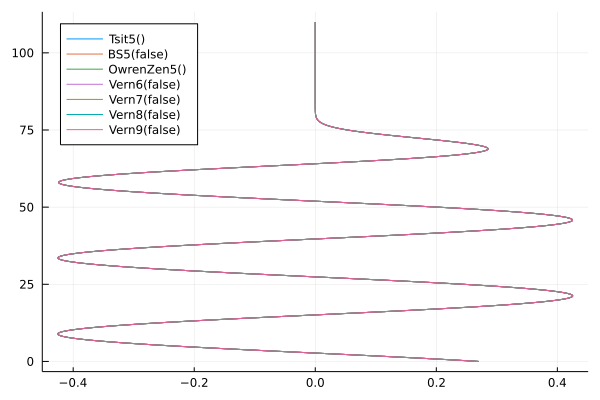 Tsit5()
BS5(false)
OwrenZen5()
Vern6(false)
Vern7(false)
Vern8(false)
Vern9(false)
100
75
50
25
0
−0.4
−0.2
0.0
0.2
0.4